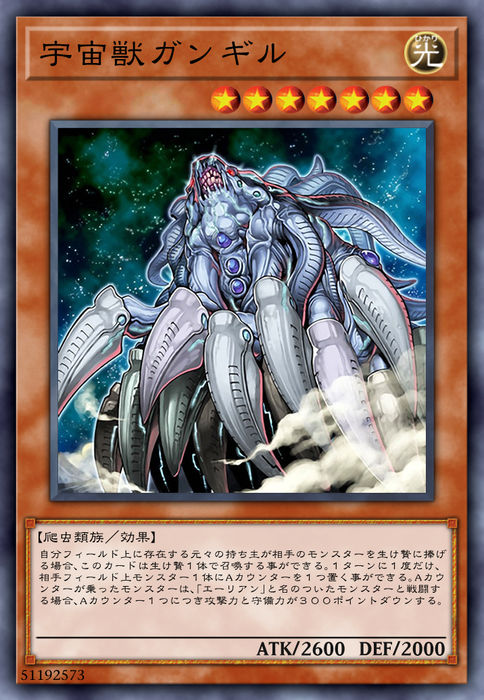 宇宙獣ガンギル
ひかり
光
【爬虫類族／効果】
自分フィールド上に存在する元々の持ち主が相手のモンスターを生け贄に捧げ
る場合、このカードは生け贄１体で召喚する事ができる。１ターンに１度だけ、
相手フィールド上モンスター１体にAカウンターを１つ置く事ができる。Aカウ
ンターが乗ったモンスターは、「エーリアン」と名のついたモンスターと戦闘す
る場合、Aカウンター１つにつき攻撃力と守備力が３００ポイントダウンする。
ATK/2600 DEF/2000
51192573